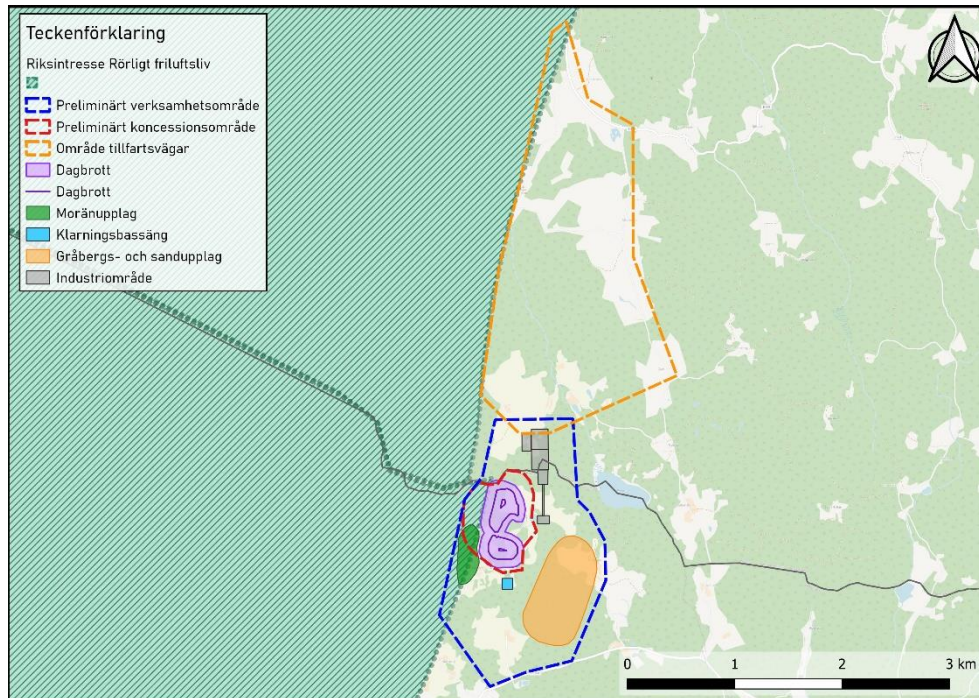 Teckenförklaring
Riksintresse Rörligt friluftsliv
Preliminärt verksamhetsområde
Preliminärt koncessionsområde
Område tillfartsvägar
Dagbrott
Dagbrott
Moränupplag
Klarningsbassäng
Gråbergs- och sandupplag
Industriområde
0 1 2 3 km